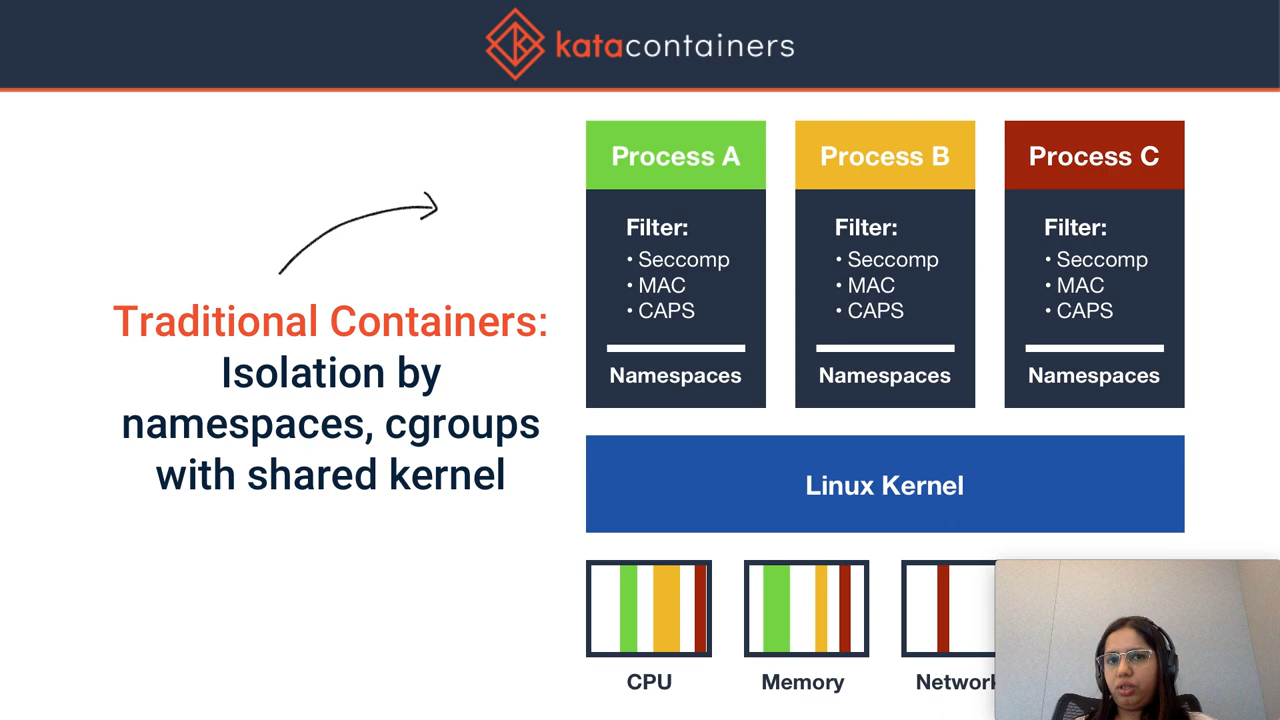 katacontainers
Process A
Filter:
• Seccomp
• MAC
• CAPS
Namespaces
Process B
Filter:
• Seccomp
• MAC
• CAPS
Namespaces
Process C
Filter:
• Seccomp
• MAC
• CAPS
Namespaces
Traditional Containers:
Isolation by
namespaces, cgroups
with shared kernel
Linux Kernel
CPU
Memory
Network